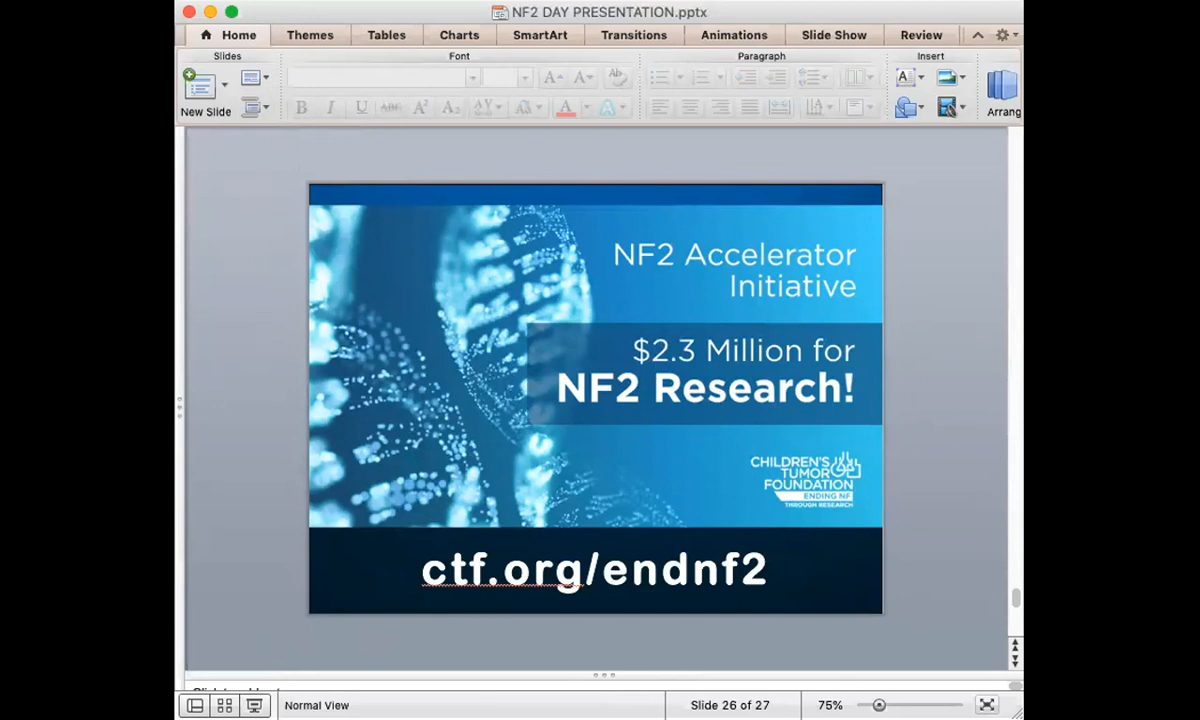 NF2 DAY PRESENTATION.pptx
Home Themes Tables Charts SmartArt Transitions Animations Slide Show Review
Slides Font Paragraph Insert
New Slide
Arrang
NF2 Accelerator
Initiative
$2.3 Million for
NF2 Research!
CHILDREN'S
TUMOR
FOUNDATION
ENDING NF
THROUGH RESEARCH
ctf.org/endnf2
Normal View Slide 26 of 27 75%